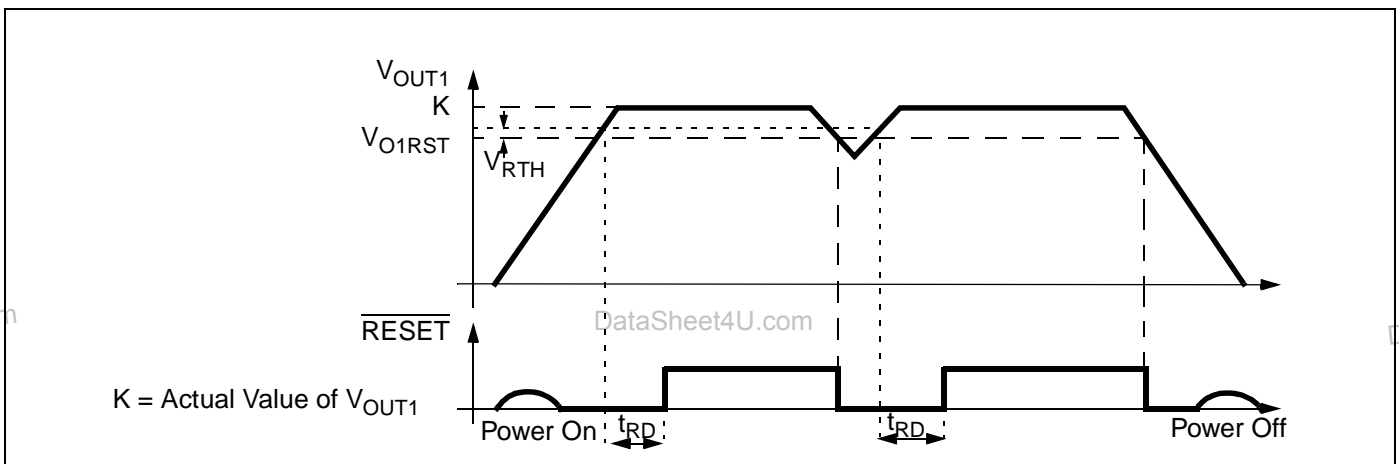 VOUT1
K
VO1RST
VRTH
RESET
DataSheet4U.com
K = Actual Value of VOUT1
Power On
tRD
tRD
Power Off